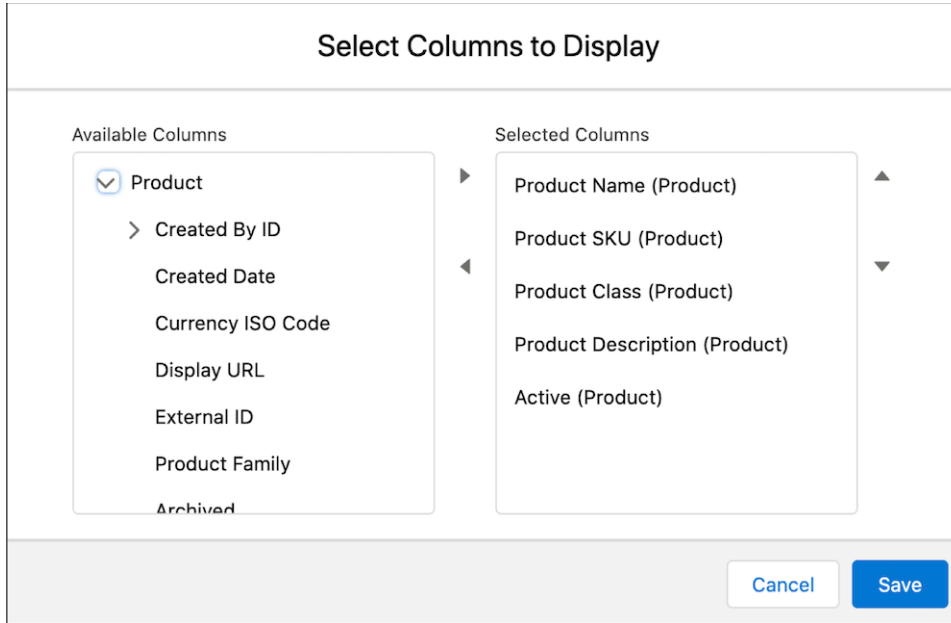 Select Columns to Display
Available Columns
Product
Created By ID
Created Date
Currency ISO Code
Display URL
External ID
Product Family
Archived
Selected Columns
Product Name (Product)
Product SKU (Product)
Product Class (Product)
Product Description (Product)
Active (Product)
Cancel
Save